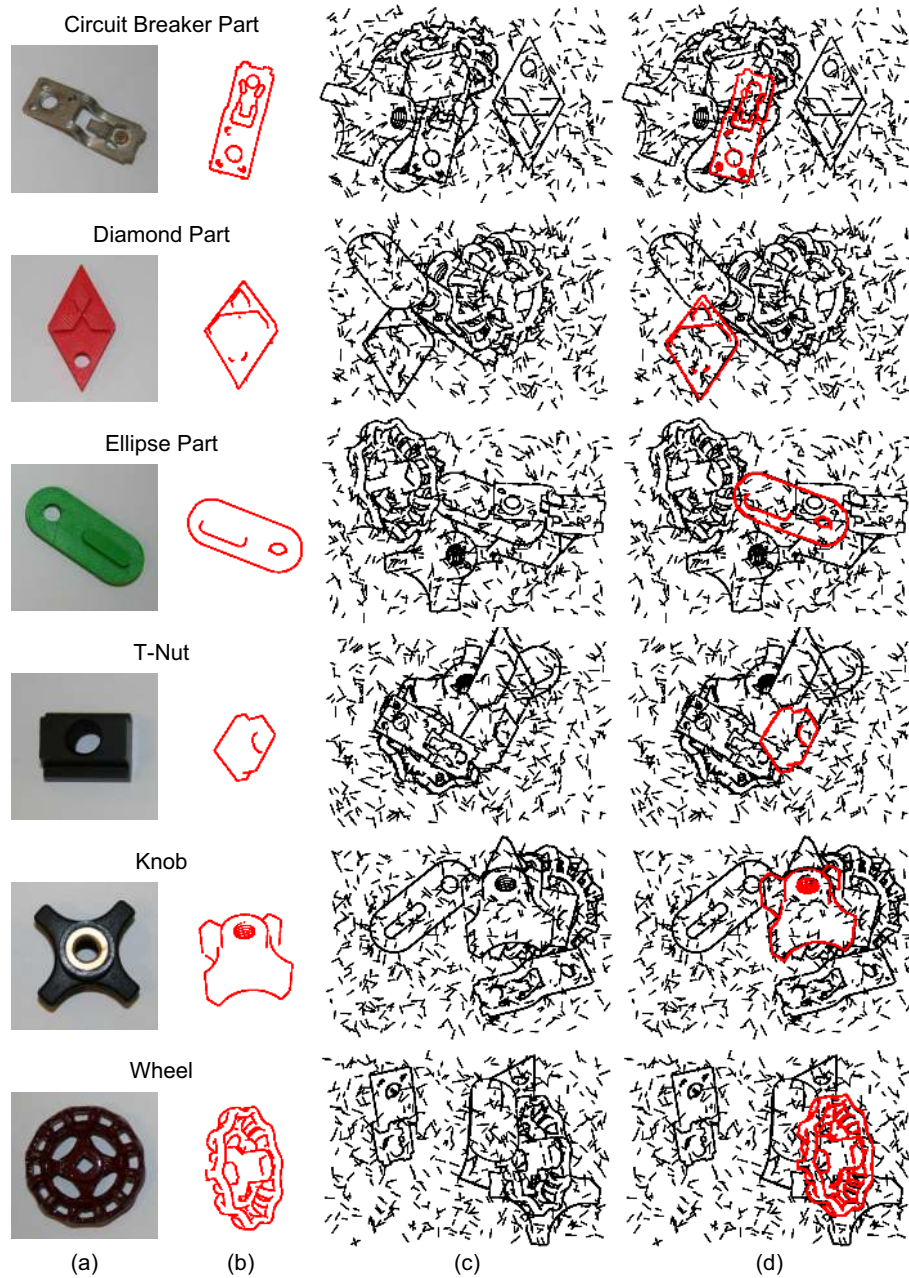 Circuit Breaker Part
Diamond Part
Ellipse Part
T-Nut
Knob
Wheel
(a) (b) (c) (d)